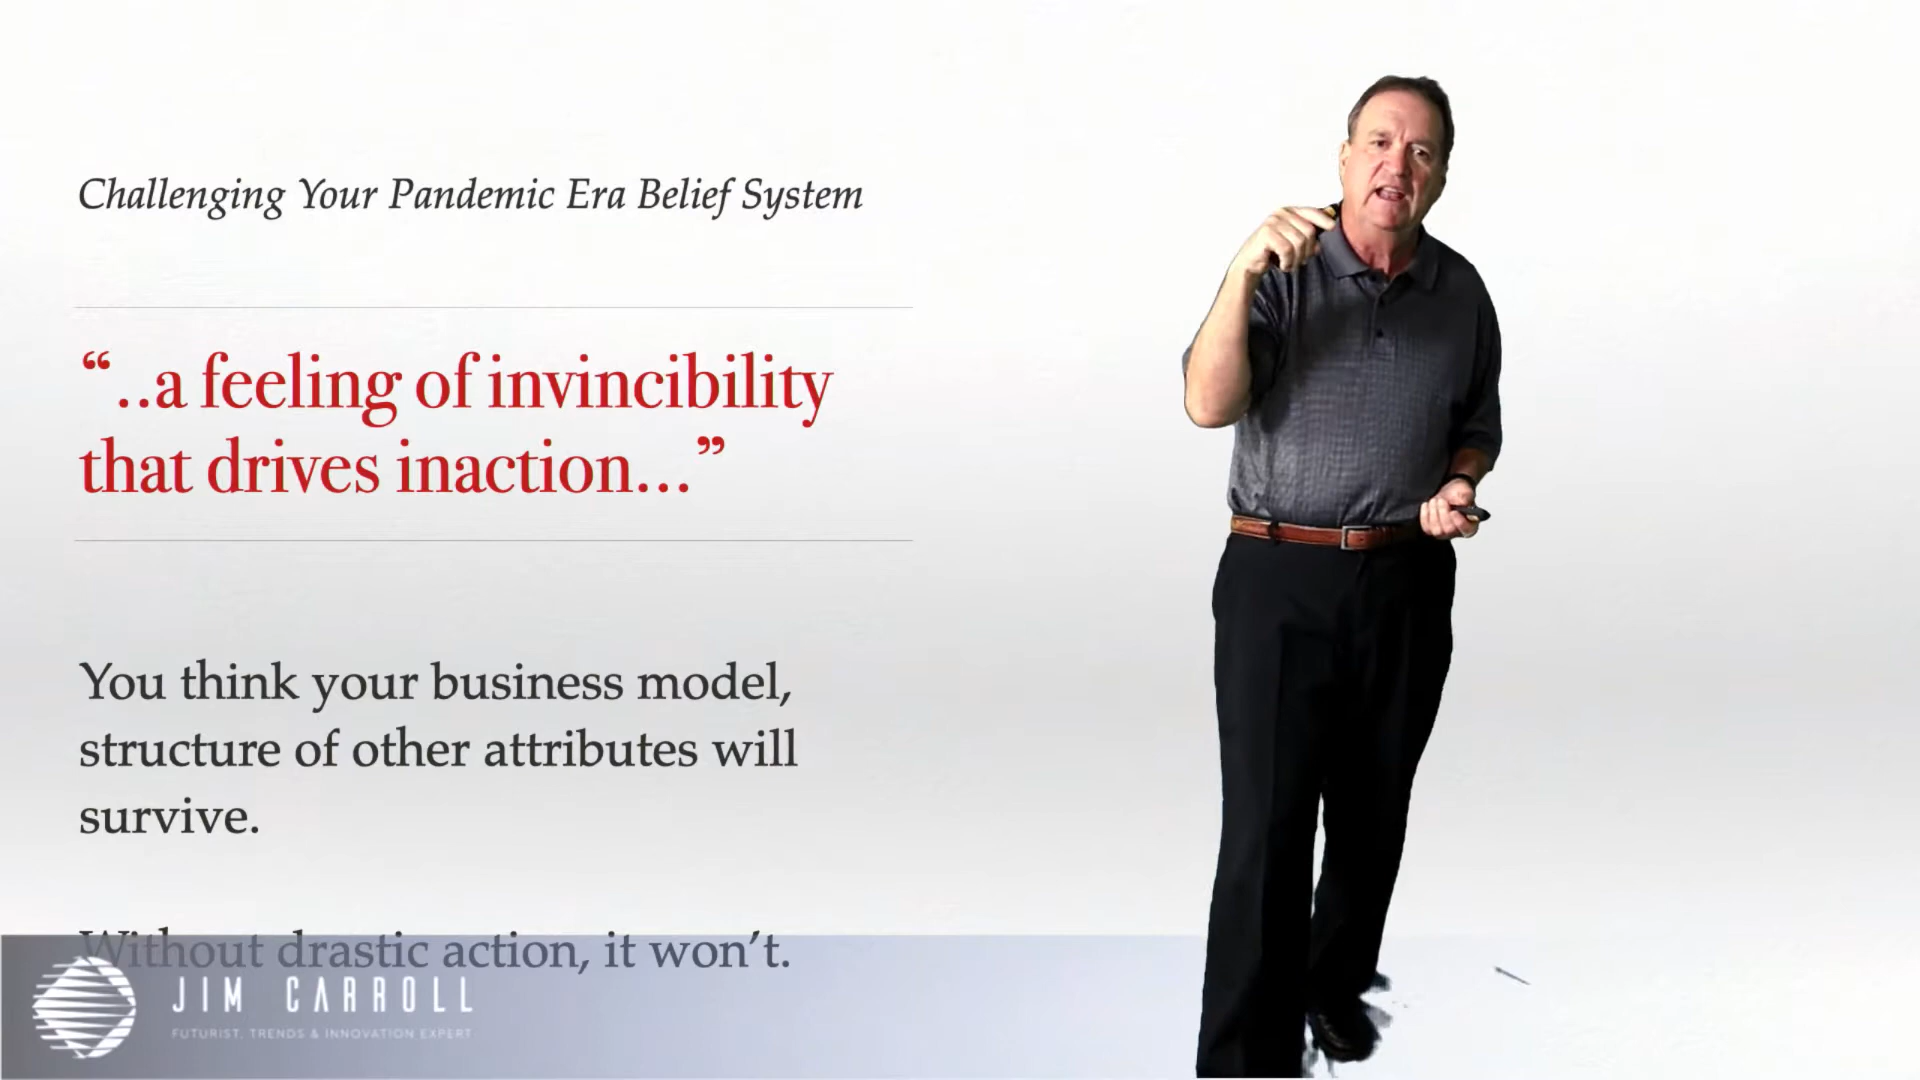 Challenging Your Pandemic Era Belief System
“..a feeling of invincibility
that drives inaction...”
You think your business model,
structure of other attributes will
survive.
Without drastic action, it won’t.
JIM CARROLL
FUTURIST, TRENDS & INNOVATION EXPERT